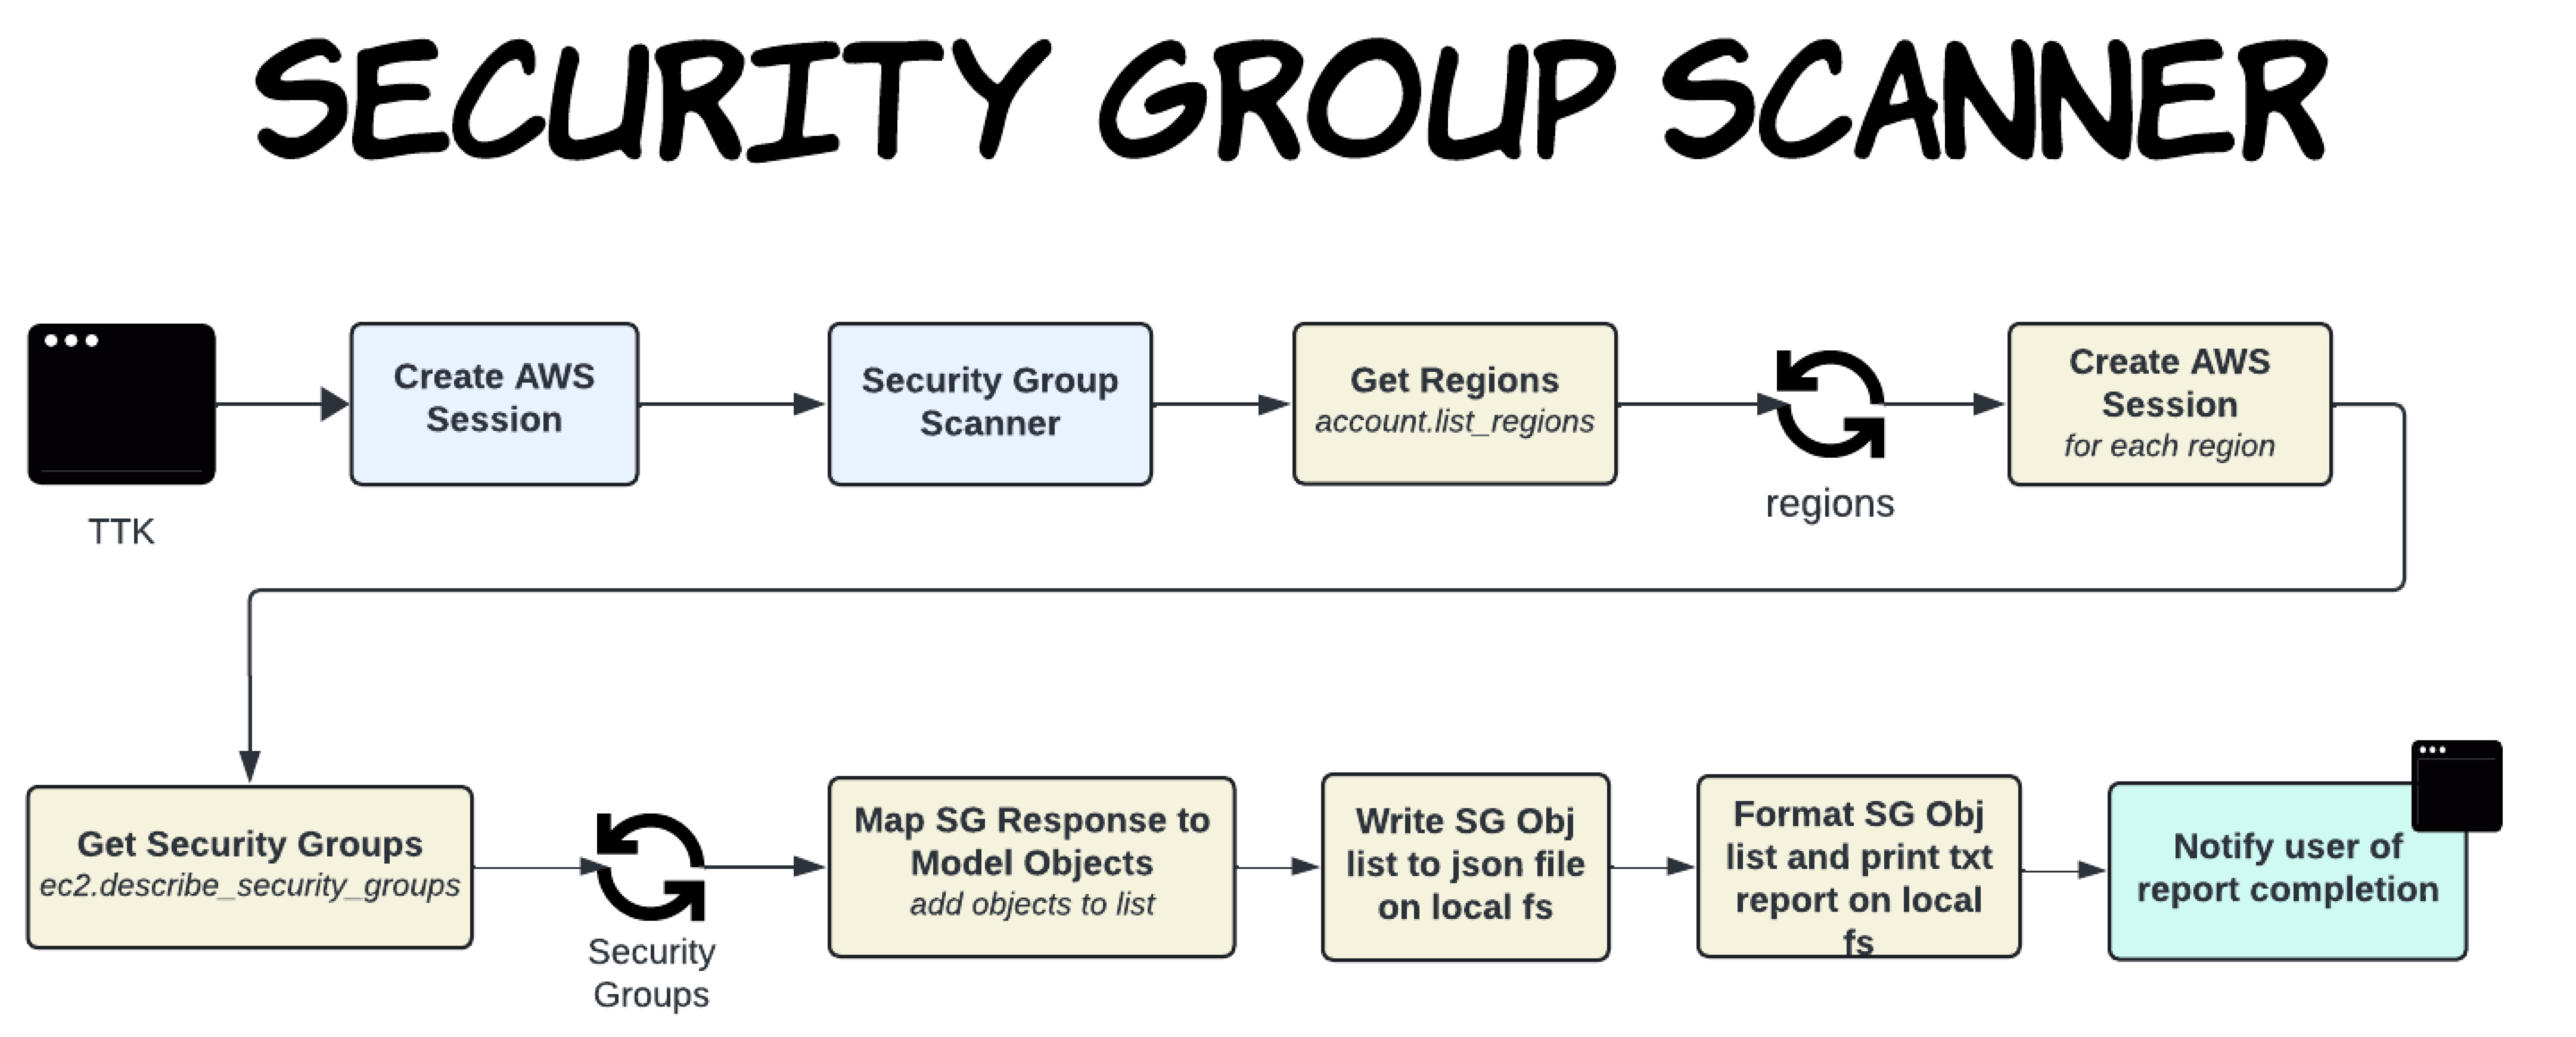 SECURITY GROUP SCANNER
Create AWS
Session
Security Group
Scanner
Get Regions
account.list_regions
regions
Create AWS
Session
for each region
TTK
Get Security Groups
ec2.describe_security_groups
Security
Groups
Map SG Response to
Model Objects
add objects to list
Write SG Obj
list to json file
on local fs
Format SG Obj
list and print txt
report on local
fs
Notify user of
report completion